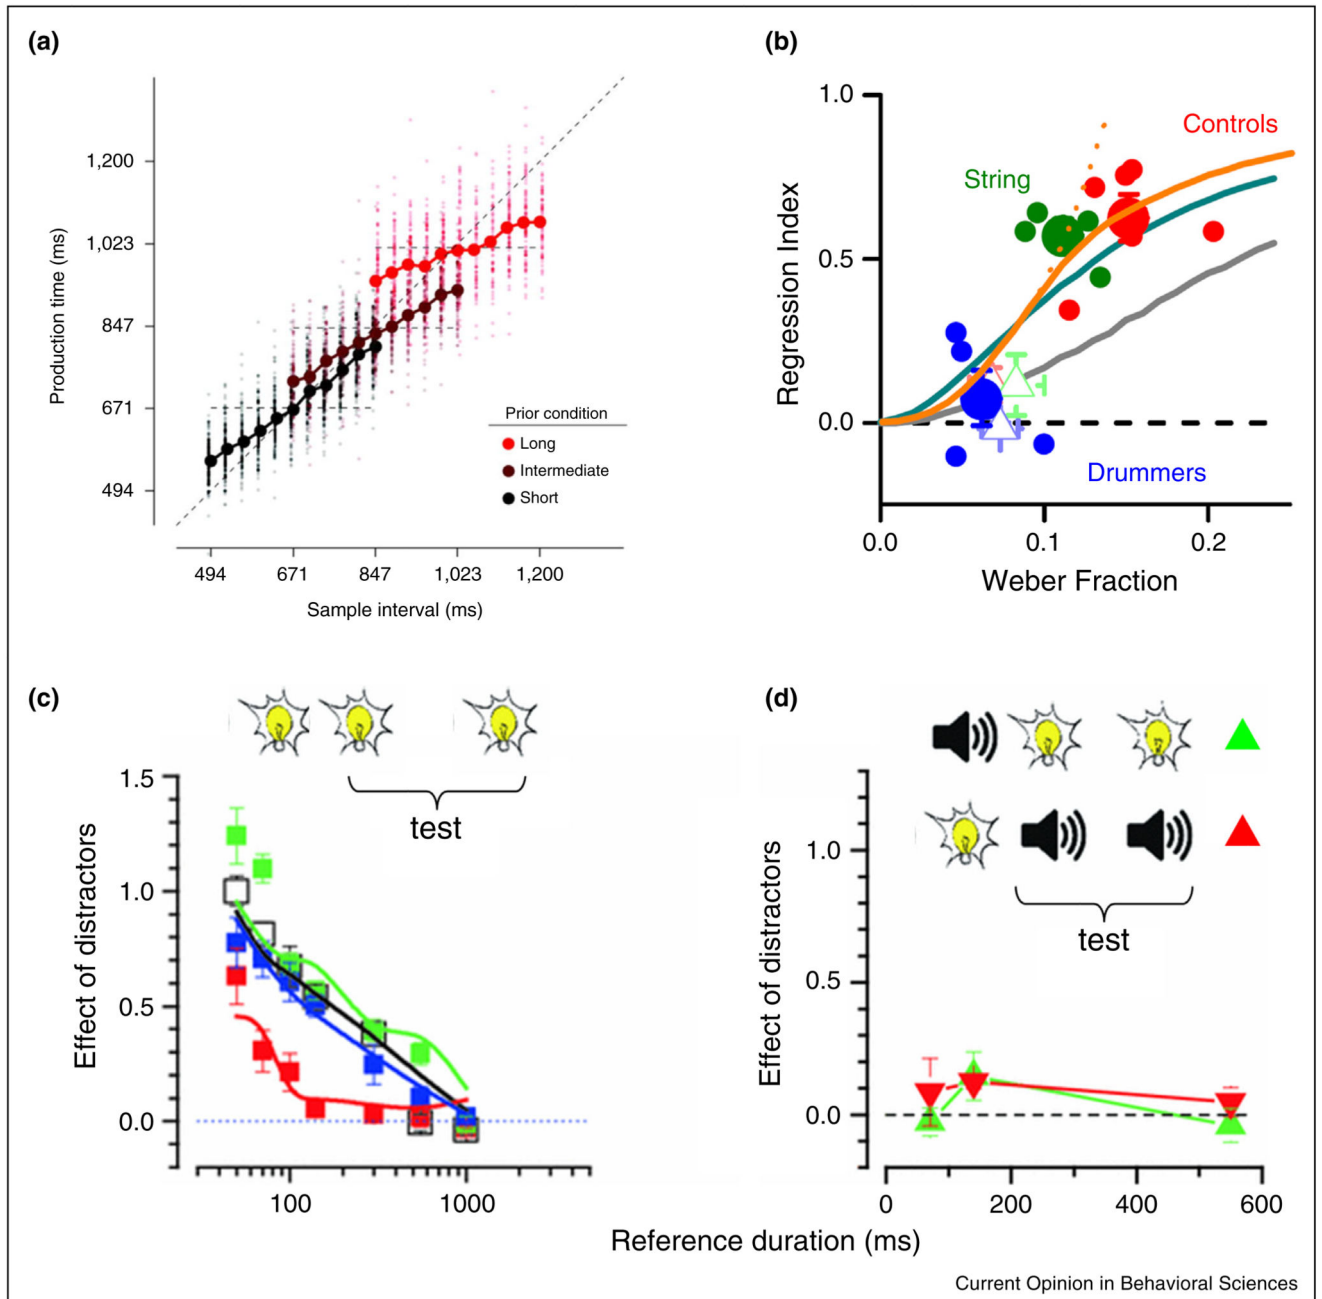 (a)
1,200
1,023
847
671
494
Production time (ms)
Prior condition
Long
Intermediate
Short
494 671 847 1,023 1,200
Sample interval (ms)
(b)
1.0
0.5
0.0
Regression Index
Controls
String
Drummers
0.0 0.1 0.2
Weber Fraction
(c)
test
1.5
1.0
0.5
0.0
Effect of distractors
100 1000
(d)
test
1.0
0.5
0.0
Effect of distractors
0 200 400 600
Reference duration (ms)
Current Opinion in Behavioral Sciences